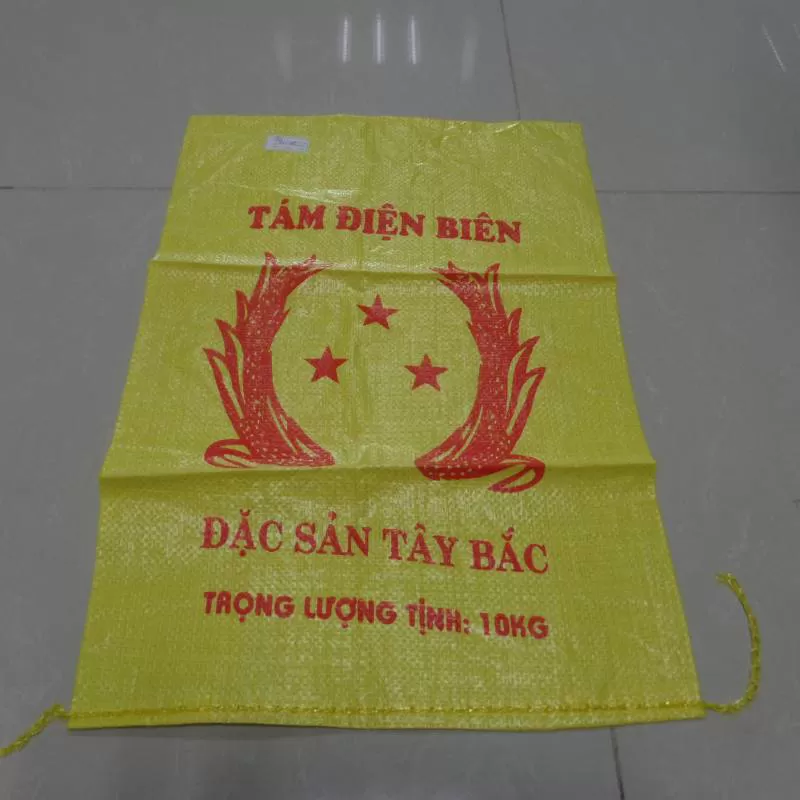 TÁM ĐIỆN BIÊN
ĐẶC SẢN TÂY BẮC
TRỌNG LƯỢNG TỊNH: 10KG